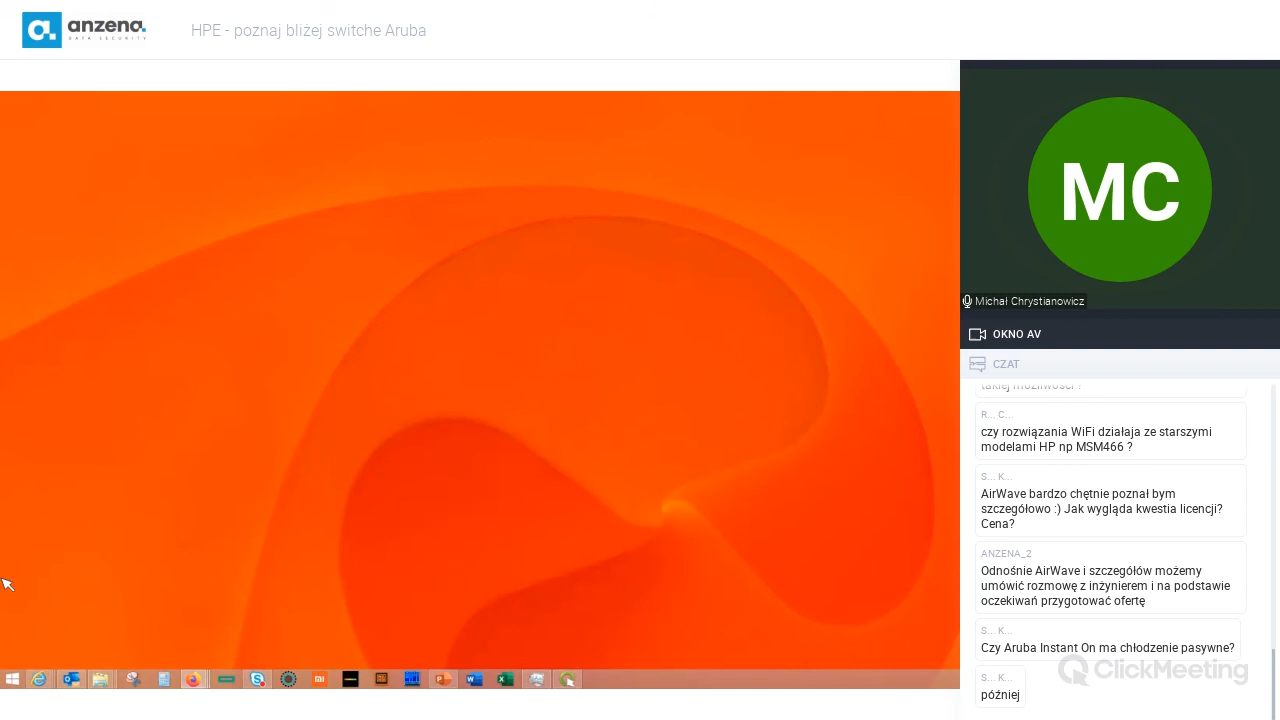 anzena.
DATA SECURITY
HPE - poznaj bliżej switche Aruba
MC
Michał Chrystianowicz
OKNO AV
CZAT
takiej możliwości ?
R... C...
czy rozwiązania WiFi działaja ze starszymi
modelami HP np MSM466 ?
S... K...
AirWave bardzo chętnie poznał bym
szczegółowo :) Jak wygląda kwestia licencji?
Cena?
ANZENA_2
Odnośnie AirWave i szczegółów możemy
umówić rozmowę z inżynierem i na podstawie
oczekiwań przygotować ofertę
S... K...
Czy Aruba Instant On ma chłodzenie pasywne?
S... K...
później
ClickMeeting